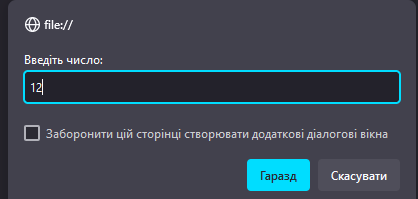 file://
Введіть число:
12
Заборонити цій сторінці створювати додаткові діалогові вікна
Гаразд Скасувати